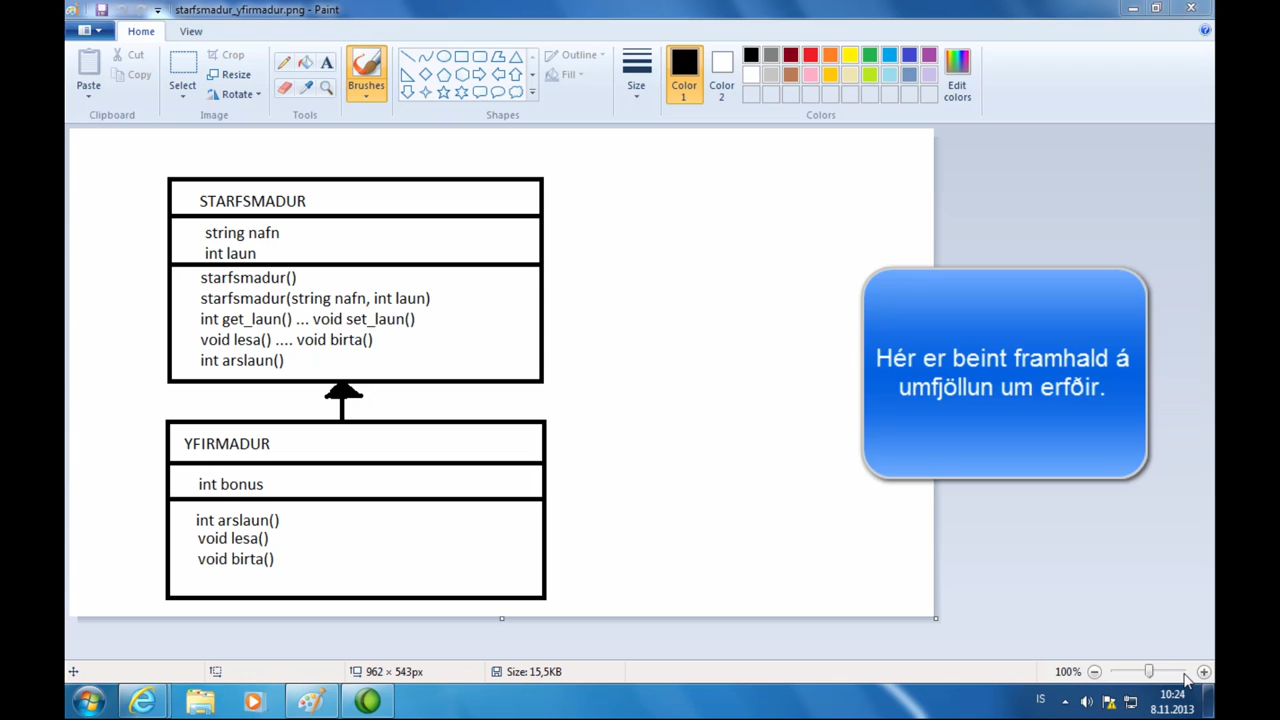 starfsmadur_yfirmadur.png - Paint
Home View
Paste
Cut
Copy
Clipboard
Select
Crop
Resize
Rotate
Image
A
Tools
Brushes
Outline
Fill
Shapes
Size
Color 1
Color 2
Edit colors
Colors
STARFSMADUR
string nafn
int laun
starfsmadur()
starfsmadur(string nafn, int laun)
int get_laun() ... void set_laun()
void lesa() .... void birta()
int arslaun()
YFIRMADUR
int bonus
int arslaun()
void lesa()
void birta()
Hér er beint framhald á
umfjöllun um erfðir.
962 × 543px
Size: 15,5KB
100%
IS
10:24
8.11.2013